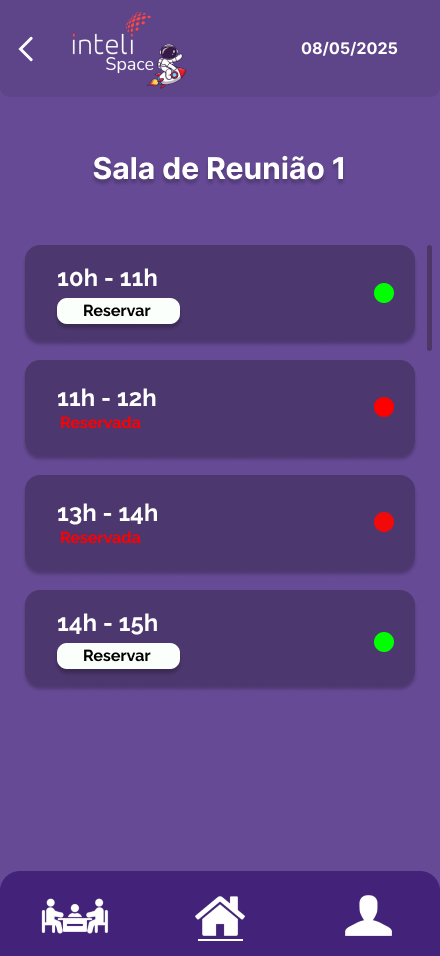 inteli
Space
08/05/2025
Sala de Reunião 1
10h - 11h
Reservar
11h - 12h
Reservada
13h - 14h
Reservada
14h - 15h
Reservar